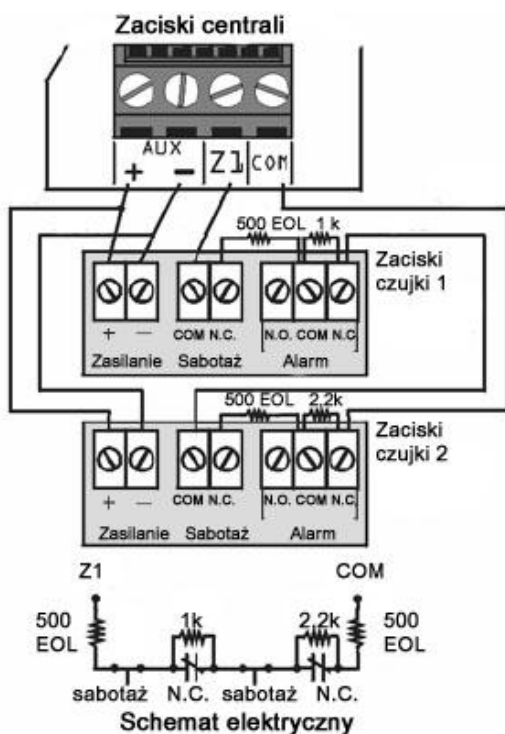 Zaciski centrali
AUX
+ − Z1 COM
500 EOL 1 k
Zaciski
czujki 1
+ − COM N.C. N.O. COM N.C.
Zasilanie Sabotaż Alarm
500 EOL 2,2k
Zaciski
czujki 2
+ − COM N.C. N.O. COM N.C.
Zasilanie Sabotaż Alarm
Z1 COM
500
EOL
1k
2,2k
500
EOL
sabotaż N.C. sabotaż N.C.
Schemat elektryczny